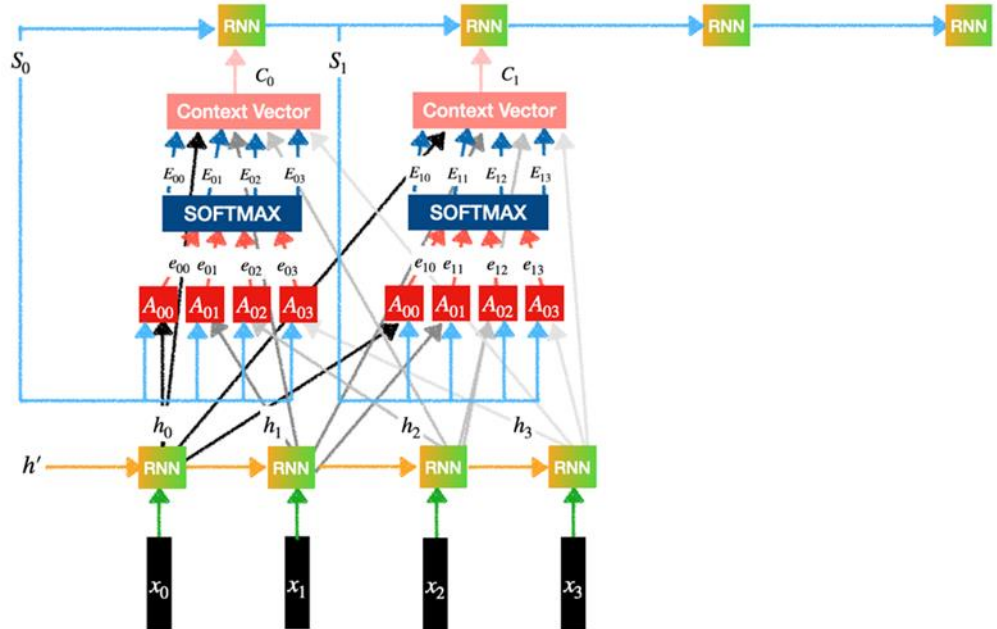 RNN RNN RNN RNN
S₀ S₁
C₀ C₁
Context Vector Context Vector
E₀₀ E₀₁ E₀₂ E₀₃ E₁₀ E₁₁ E₁₂ E₁₃
SOFTMAX SOFTMAX
e₀₀ e₀₁ e₀₂ e₀₃ e₁₀ e₁₁ e₁₂ e₁₃
A₀₀ A₀₁ A₀₂ A₀₃ A₀₀ A₀₁ A₀₂ A₀₃
h₀ h₁ h₂ h₃
h' RNN RNN RNN RNN
x₀ x₁ x₂ x₃